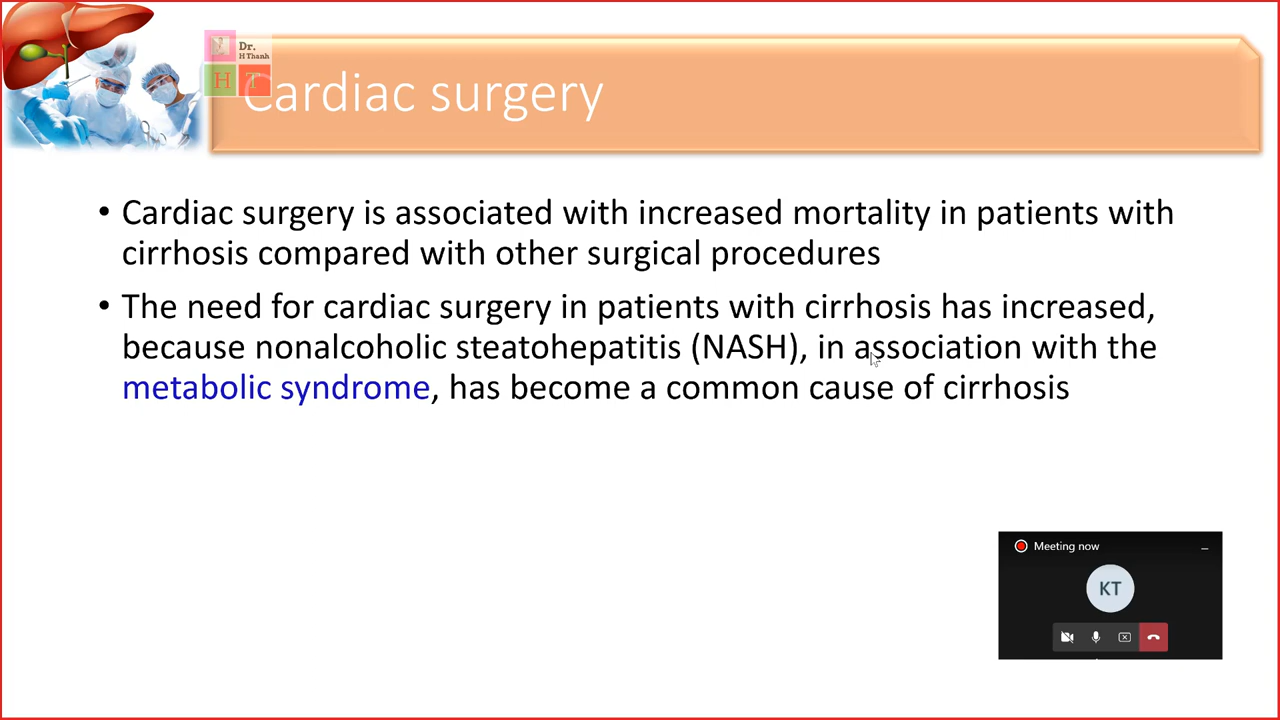 Dr.
H Thanh
H T
Cardiac surgery
• Cardiac surgery is associated with increased mortality in patients with
cirrhosis compared with other surgical procedures
• The need for cardiac surgery in patients with cirrhosis has increased,
because nonalcoholic steatohepatitis (NASH), in association with the
metabolic syndrome, has become a common cause of cirrhosis
Meeting now
KT